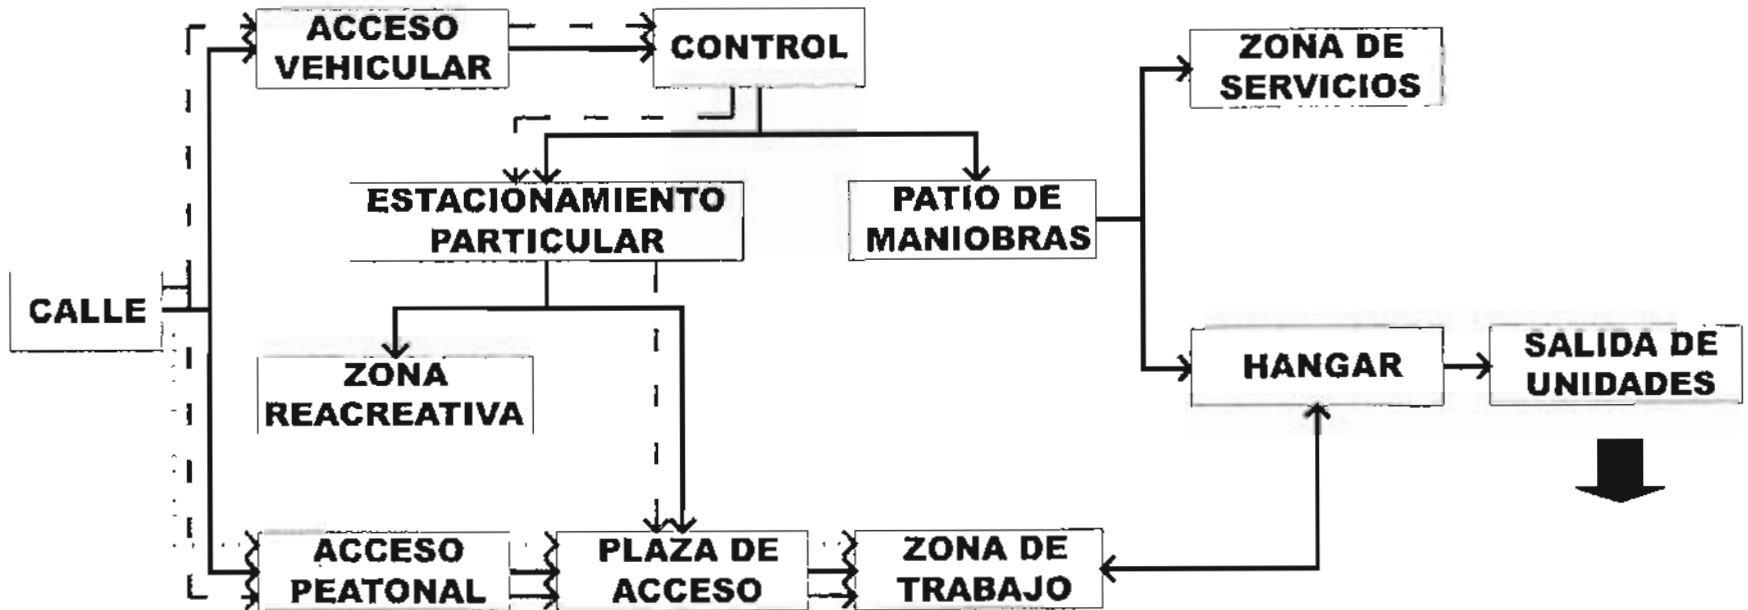 ACCESO
VEHICULAR
CONTROL
ZONA DE
SERVICIOS
ESTACIONAMIENTO
PARTICULAR
PATIO DE
MANIOBRAS
CALLE
ZONA
REACREATIVA
HANGAR
SALIDA DE
UNIDADES
ACCESO
PEATONAL
PLAZA DE
ACCESO
ZONA DE
TRABAJO